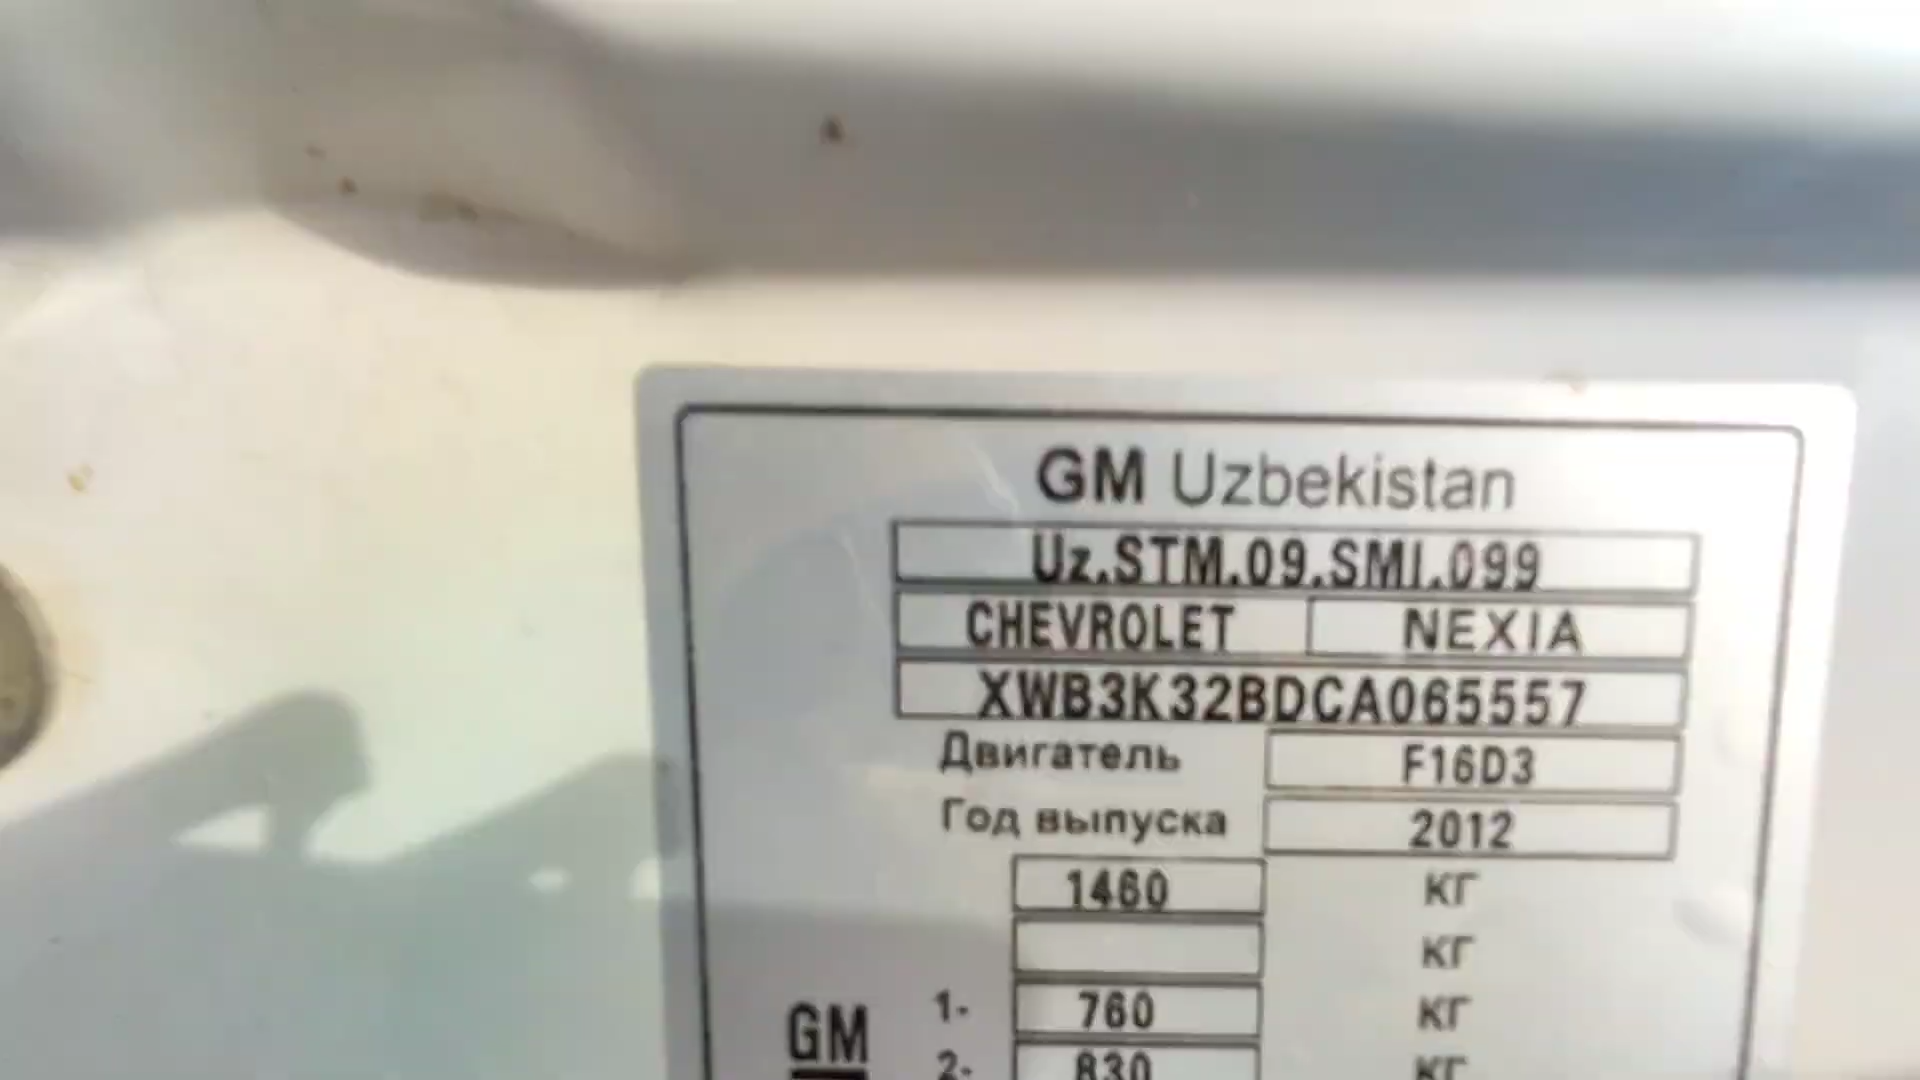 GM Uzbekistan
Uz.STM.09.SMI.099
CHEVROLET NEXIA
XWB3K32BDCA065557
Двигатель F16D3
Год выпуска 2012
1460 КГ
КГ
1- 760 КГ
GM
2- 830 КГ